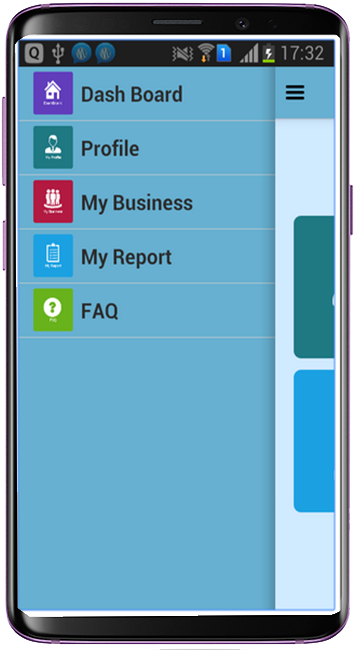 Q 1 17:32
Dash Board
Dash Board
My Profile
Profile
My Business
My Business
My Report
My Report
FAQ
FAQ